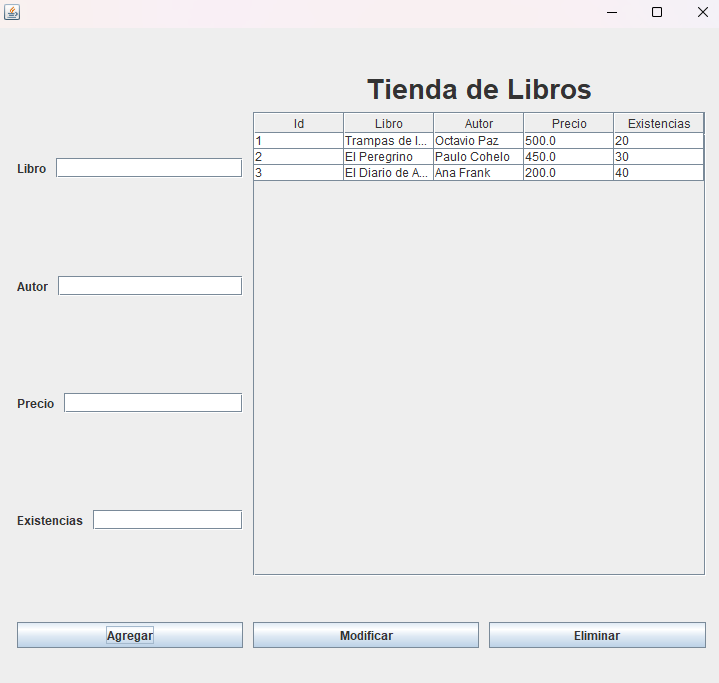 Tienda de Libros
Id Libro Autor Precio Existencias
1 Trampas de l... Octavio Paz 500.0 20
2 El Peregrino Paulo Cohelo 450.0 30
3 El Diario de A... Ana Frank 200.0 40
Libro
Autor
Precio
Existencias
Agregar Modificar Eliminar